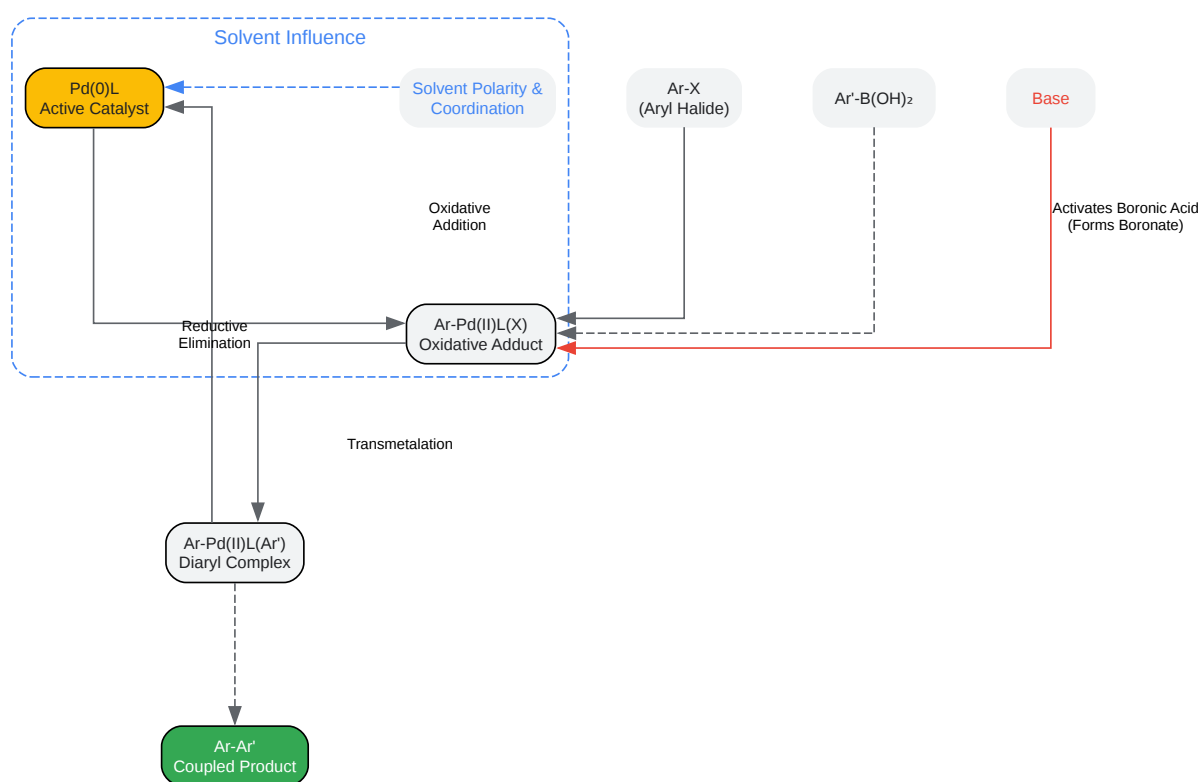 Solvent Influence
Pd(0)L
Active Catalyst
Solvent Polarity &
Coordination
Ar-X
(Aryl Halide)
Ar'-B(OH)₂
Base
Oxidative
Addition
Activates Boronic Acid
(Forms Boronate)
Reductive
Elimination
Ar-Pd(II)L(X)
Oxidative Adduct
Transmetalation
Ar-Pd(II)L(Ar')
Diaryl Complex
Ar-Ar'
Coupled Product